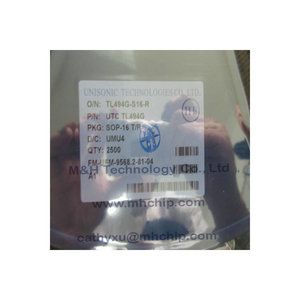 UNISONIC TECHNOLOGIES CO., LTD.
O/N: TL494G-S16-R
P/N: UTC TL494G
PKG: SOP-16 T/R
D/C: UMU4
QTY: 2500
M&H Technology Ltd
A1
www.mhchip.com
cathyxu@mhchip.com